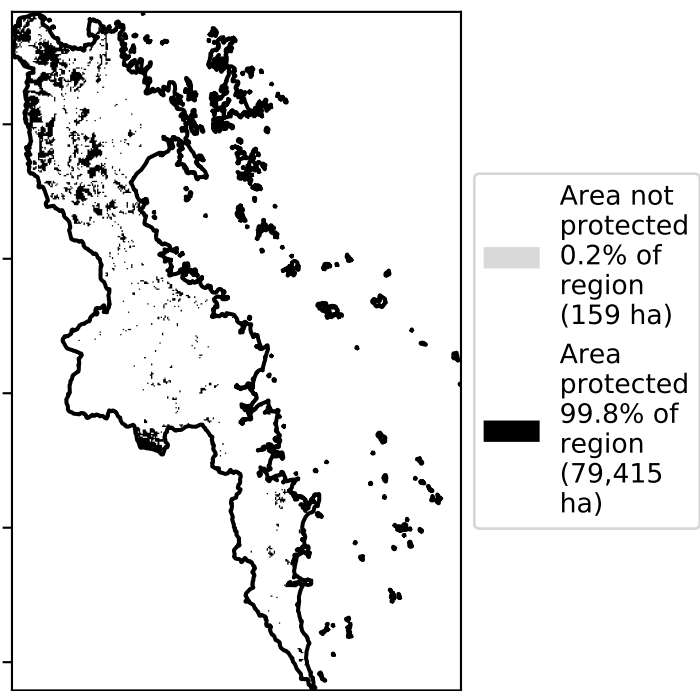 Area not
protected
0.2% of
region
(159 ha)
Area
protected
99.8% of
region
(79,415
ha)